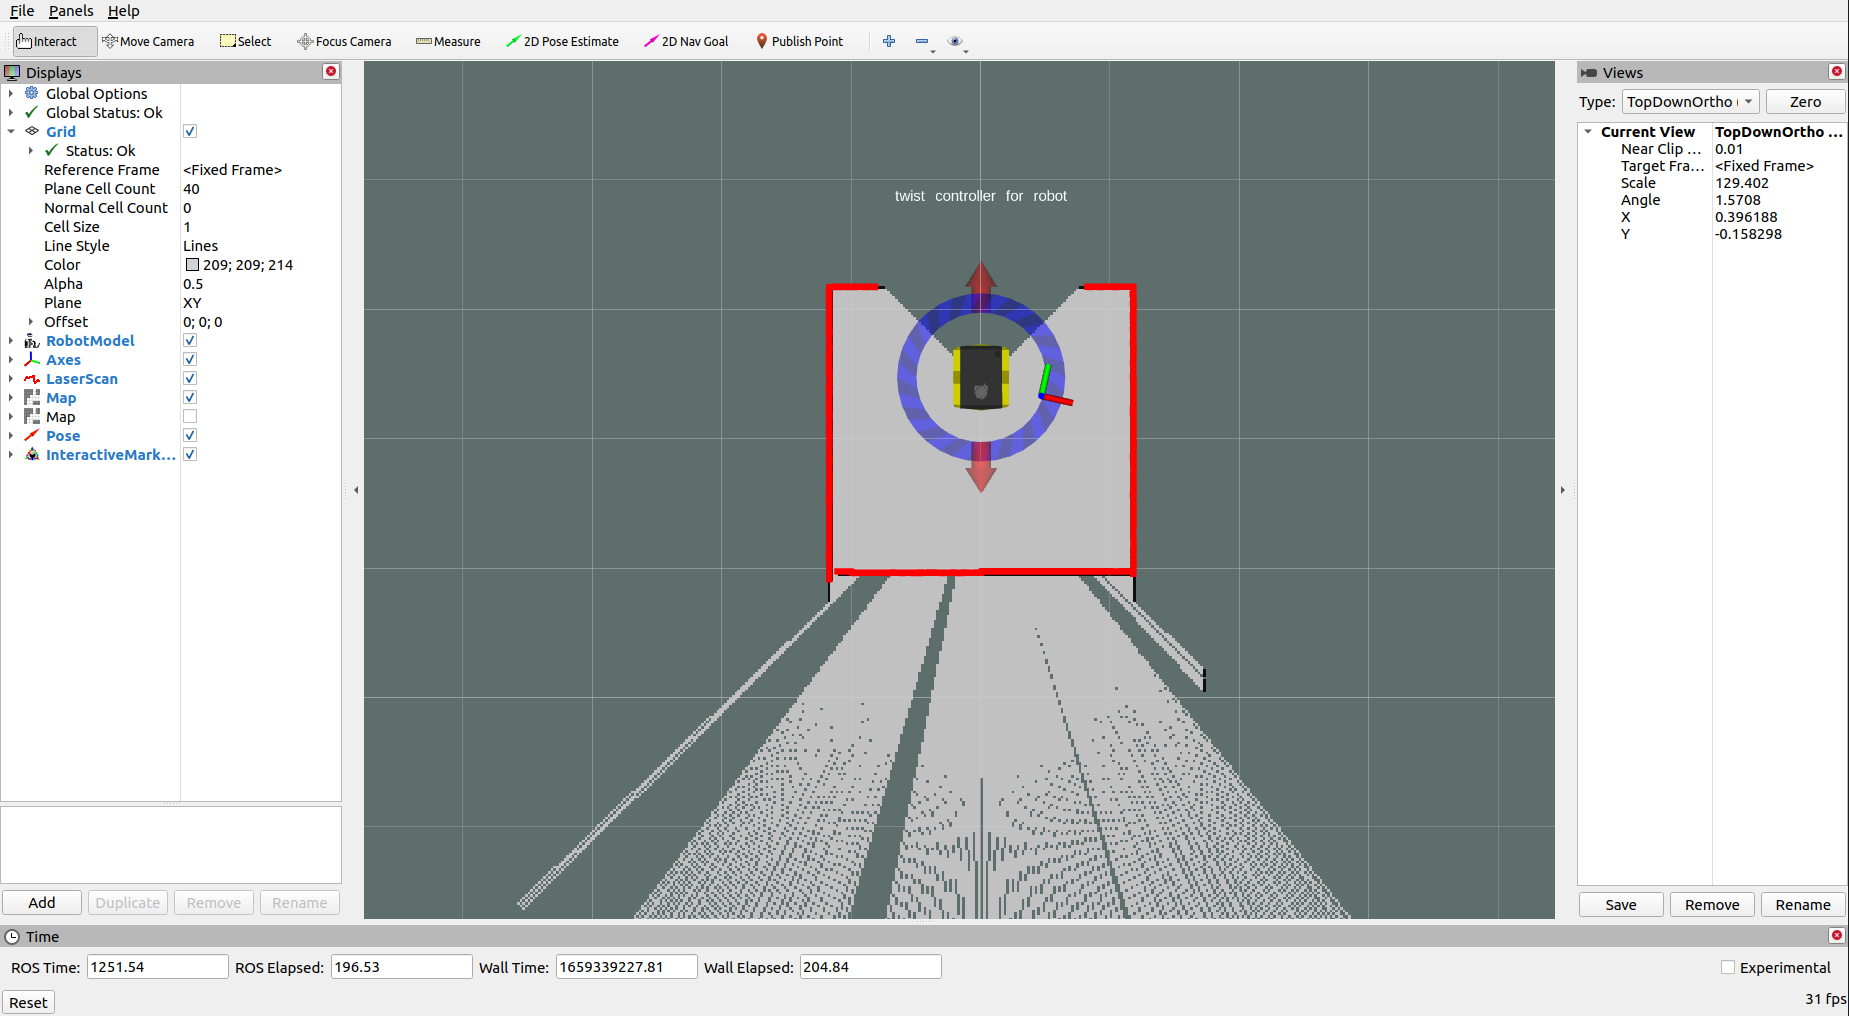 File Panels Help
Interact Move Camera Select Focus Camera Measure 2D Pose Estimate 2D Nav Goal Publish Point
Displays
Global Options
Global Status: Ok
Grid
Status: Ok
Reference Frame <Fixed Frame>
Plane Cell Count 40
Normal Cell Count 0
Cell Size 1
Line Style Lines
Color 209; 209; 214
Alpha 0.5
Plane XY
Offset 0; 0; 0
RobotModel
Axes
LaserScan
Map
Map
Pose
InteractiveMark...
Add Duplicate Remove Rename
twist controller for robot
Views
Type: TopDownOrtho ( Zero
Current View TopDownOrtho ...
Near Clip ... 0.01
Target Fra... <Fixed Frame>
Scale 129.402
Angle 1.5708
X 0.396188
Y -0.158298
Save Remove Rename
Time
ROS Time: 1251.54 ROS Elapsed: 196.53 Wall Time: 1659339227.81 Wall Elapsed: 204.84 Experimental
Reset 31 fps